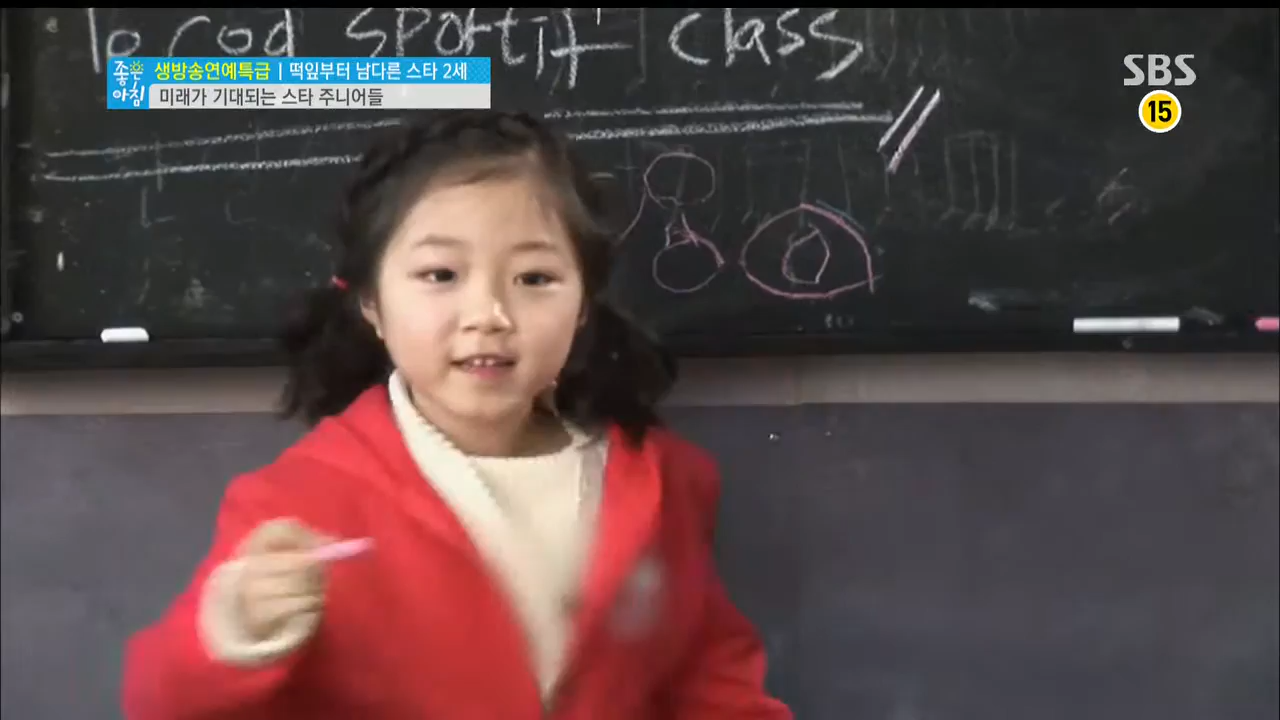 le coq sportif class
좋은아침
생방송연예특급 | 떡잎부터 남다른 스타 2세
미래가 기대되는 스타 주니어들
SBS
15